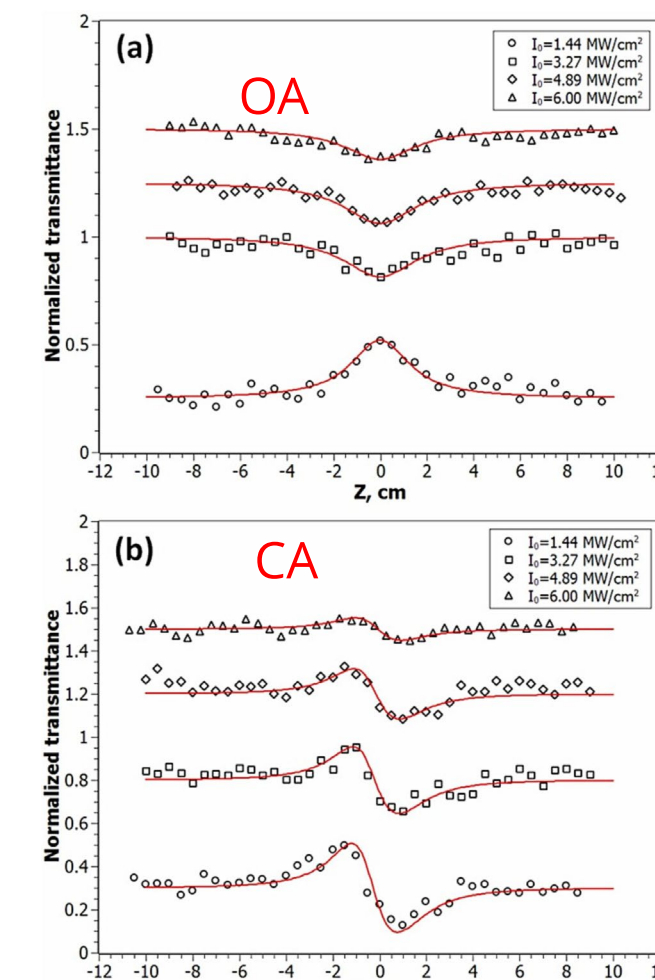 (a)
OA
I₀=1.44 MW/cm²
I₀=3.27 MW/cm²
I₀=4.89 MW/cm²
I₀=6.00 MW/cm²
Normalized transmittance
2
1.5
1
0.5
0
-12 -10 -8 -6 -4 -2 0 2 4 6 8 10
Z, cm
(b)
CA
I₀=1.44 MW/cm²
I₀=3.27 MW/cm²
I₀=4.89 MW/cm²
I₀=6.00 MW/cm²
Normalized transmittance
2
1.8
1.6
1.4
1.2
1
0.8
0.6
0.4
0.2
0
-12 -10 -8 -6 -4 -2 0 2 4 6 8 10